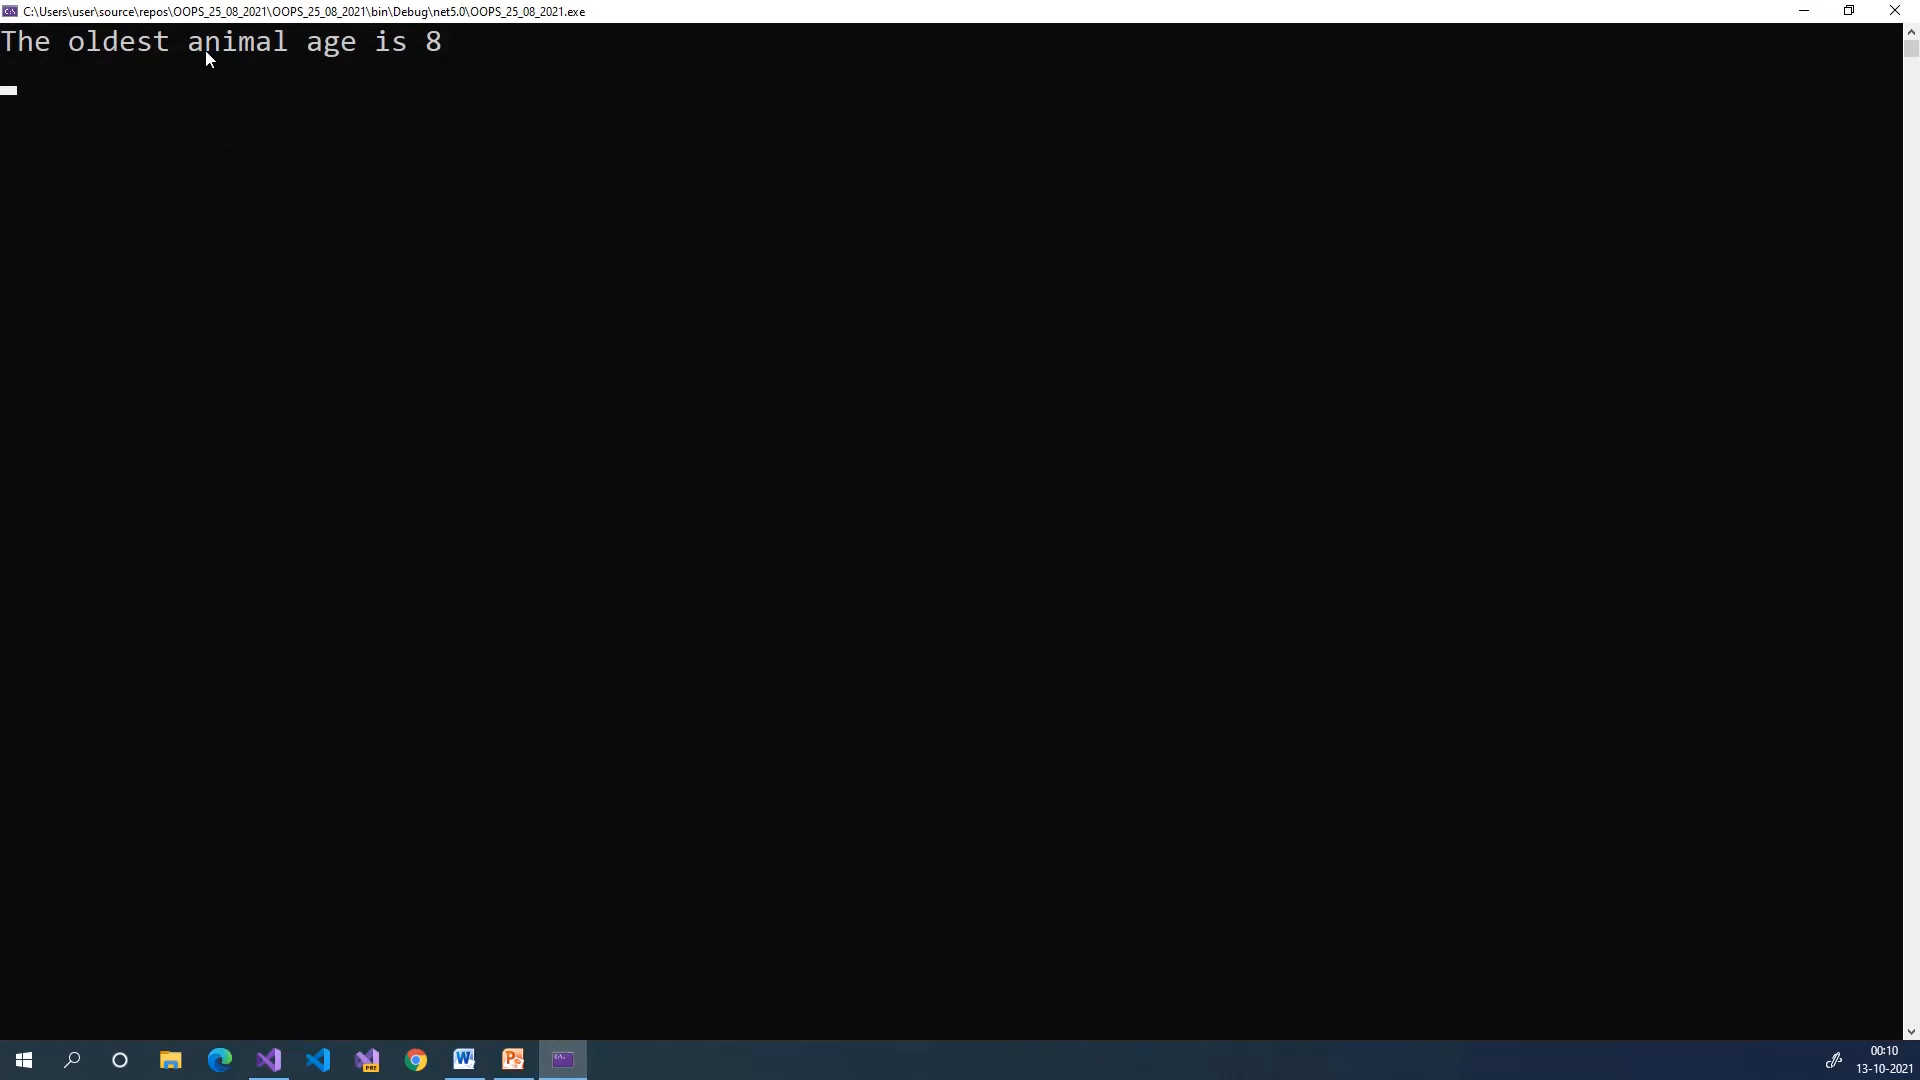 C:\Users\user\source\repos\OOPS_25_08_2021\OOPS_25_08_2021\bin\Debug\net5.0\OOPS_25_08_2021.exe
The oldest animal age is 8
00:10
13-10-2021